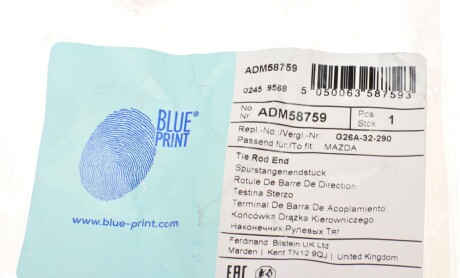 BLUE®
PRINT
www.blue-print.com
ADM58759
0245 9568
5 050063 587593
No.
Nr. ADM58759
Pcs.
Stck. 1
Repl.-No./Vergl.-Nr. G26A-32-290
Passend für/To fit: MAZDA
Tie Rod End
Spurstangenendstück
Rotule De Barre De Direction
Testina Sterzo
Terminal De Barra De Acoplamiento
Końcówka Drążka Kierowniczego
Наконечник Рулевых Тяг
Ferdinand Bilstein UK Ltd
Marden | Kent TN12 9QJ | United Kingdom
EAC